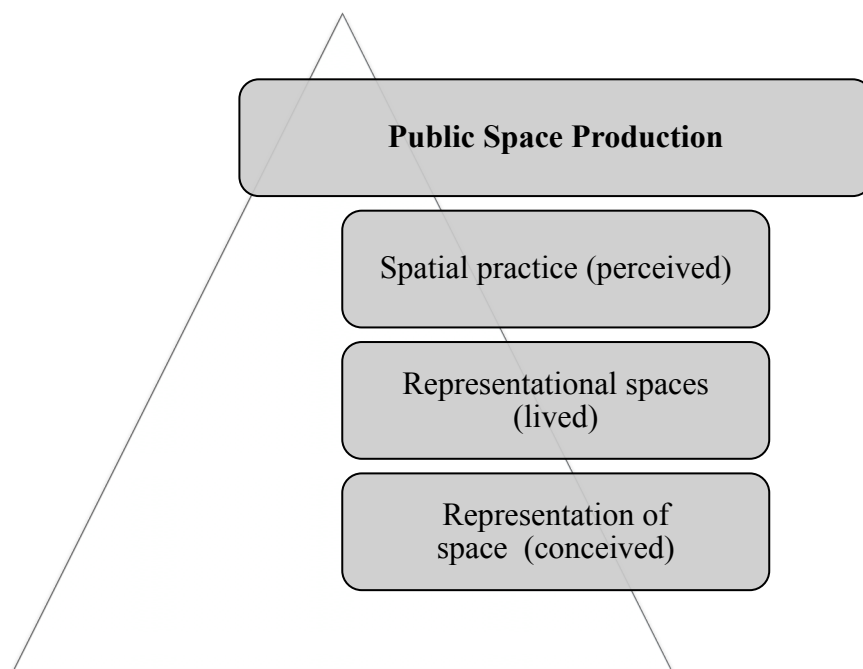 Public Space Production
Spatial practice (perceived)
Representational spaces
(lived)
Representation of
space  (conceived)